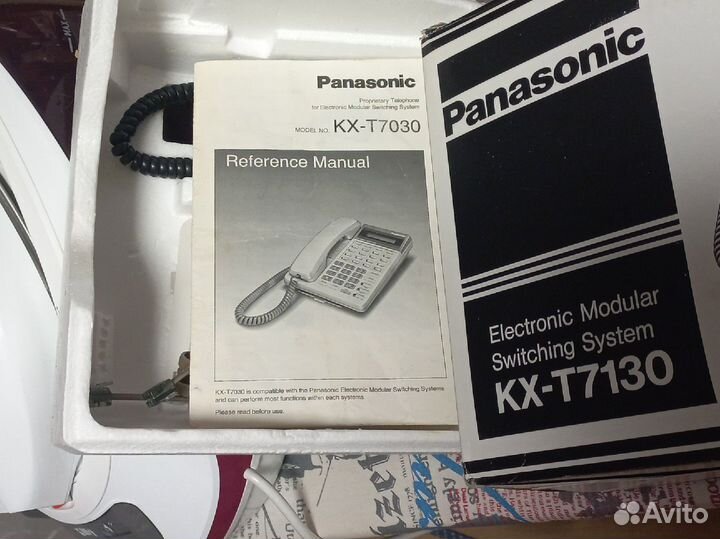 Panasonic
Proprietary Telephone
for Electronic Modular Switching System
MODEL NO. KX-T7030
Reference Manual
KX-T7030 is compatible with the Panasonic Electronic Modular Switching Systems
and can perform most functions within each systems.
Please read before use.
Panasonic
Electronic Modular
Switching System
KX-T7130
MAX
Avito